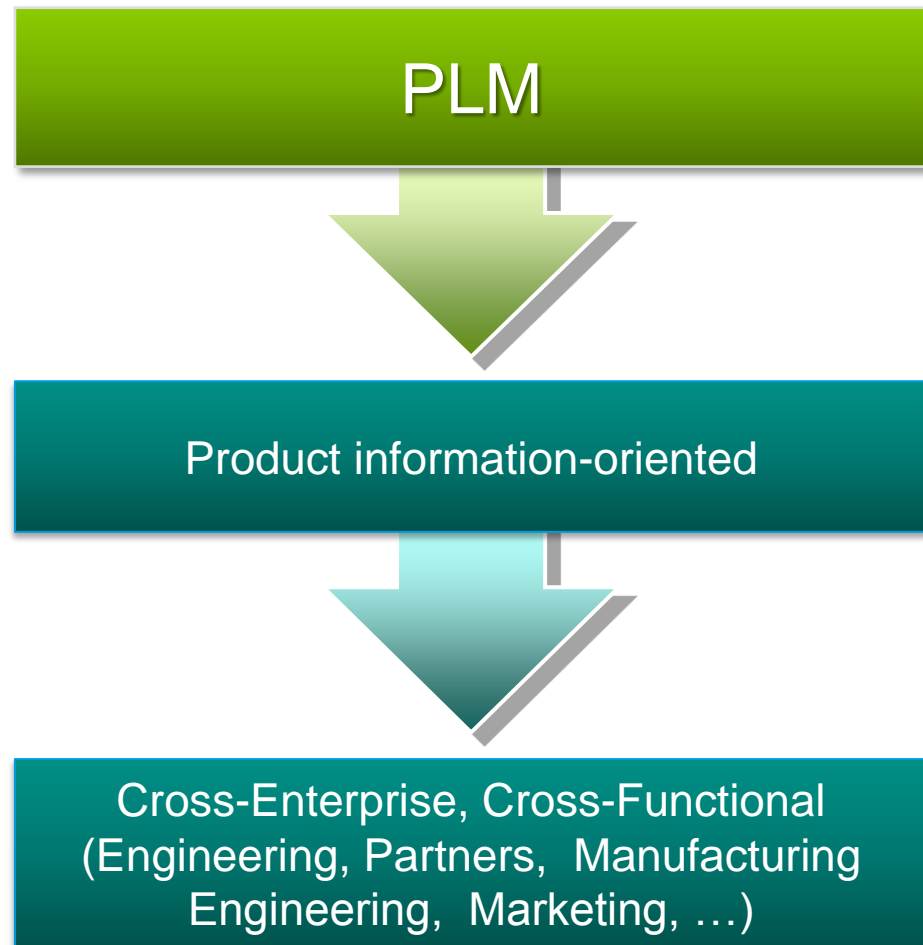 PLM
Product information-oriented
Cross-Enterprise, Cross-Functional
(Engineering, Partners,  Manufacturing
Engineering,  Marketing, …)